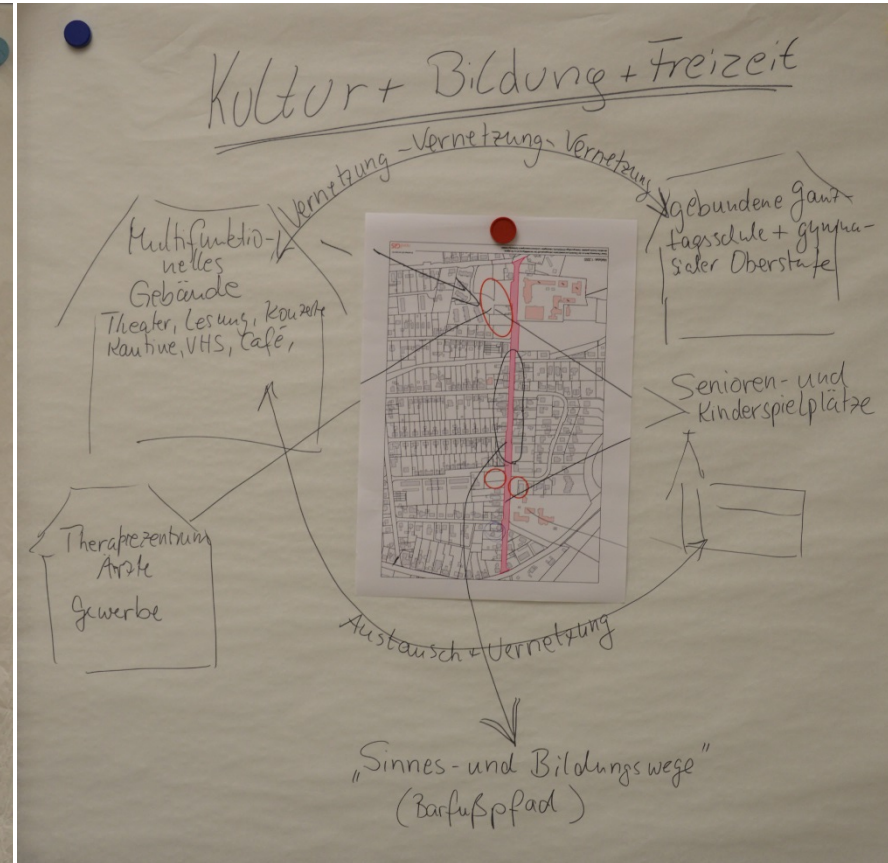 Kultur + Bildung + Freizeit
Vernetzung - Vernetzung - Vernetzung
Multifunktio-
nelles
Gebäude
Theater, Lesung, Konzerte
Kantine, VHS, Café,
gebundene Ganz-
tagsschule + gymna-
sialer Oberstufe
Senioren- und
Kinderspielplätze
Therapiezentrum
Ärzte
Gewerbe
Austausch + Vernetzung
„Sinnes- und Bildungswege"
(Barfußpfad)